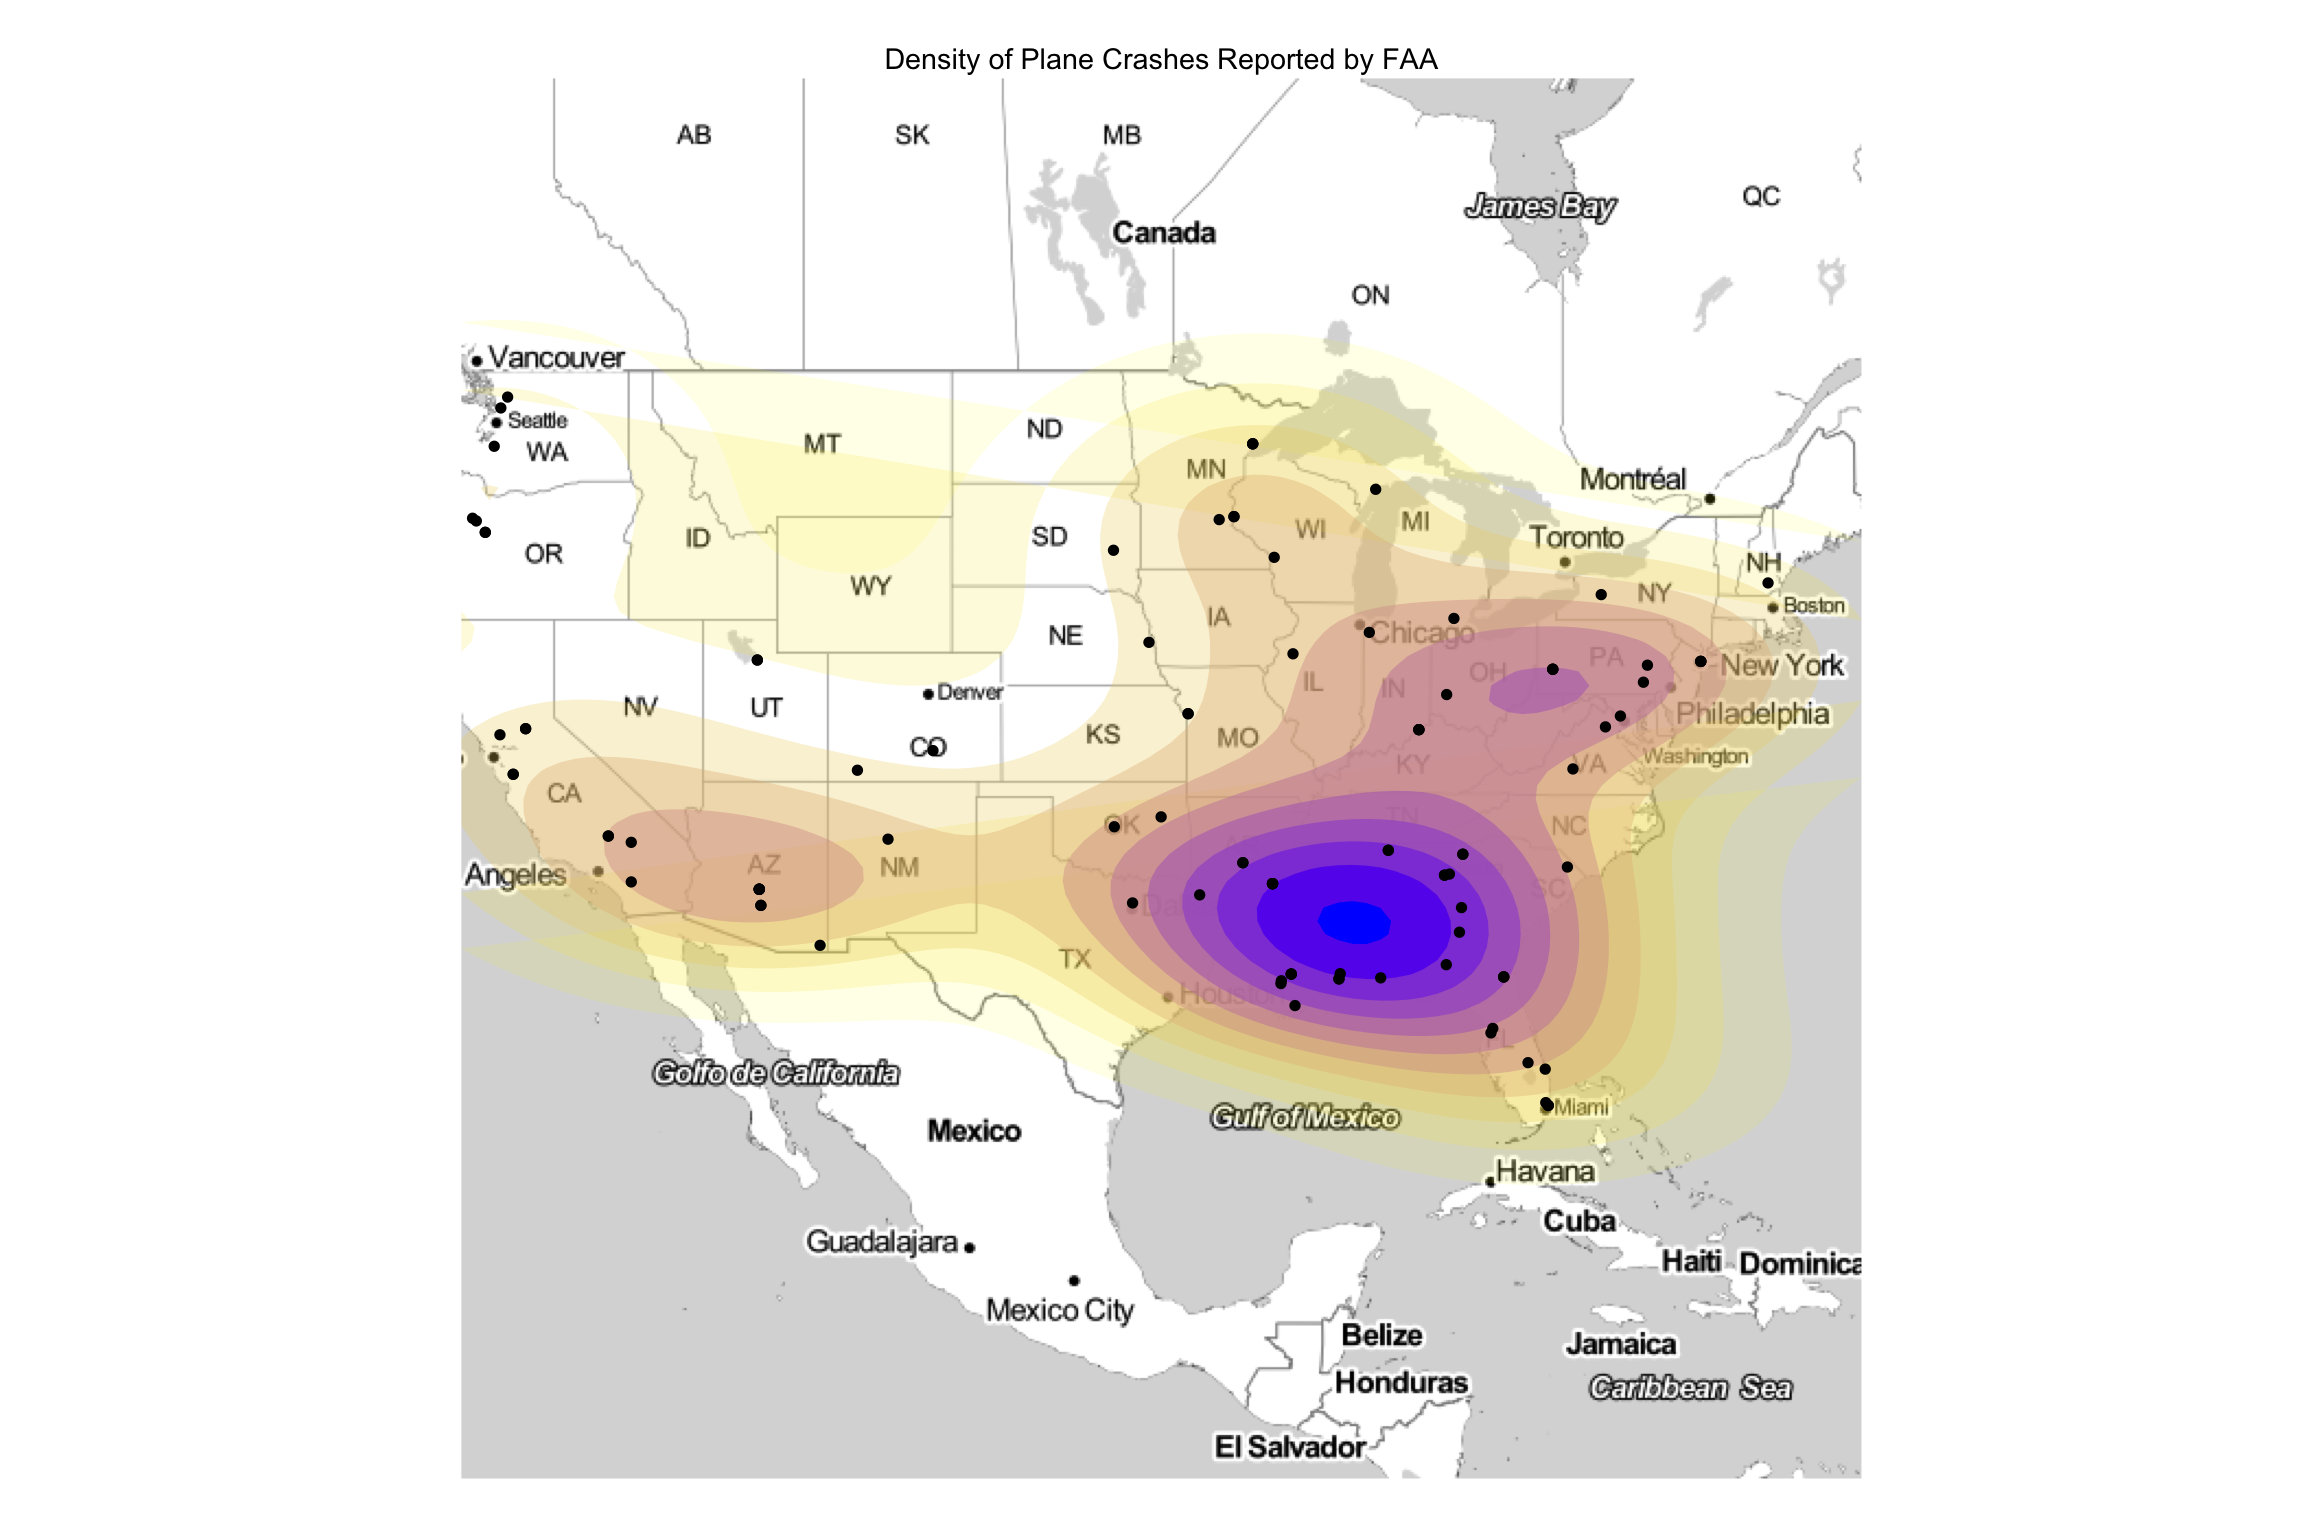 Density of Plane Crashes Reported by FAA
AB
SK
MB
QC
James Bay
Canada
ON
Vancouver
Seattle
WA
MT
ND
MN
Montréal
OR
ID
SD
WI
MI
Toronto
NH
WY
NY
Boston
IA
NE
Chicago
PA
New York
OH
IL
IN
NV
UT
Denver
Philadelphia
CO
KS
MO
VA
Washington
KY
CA
TN
OK
NC
AZ
NM
Angeles
SC
TX
Houston
FL
Golfo de California
Gulf of Mexico
Miami
Mexico
Havana
Cuba
Guadalajara
Haiti
Dominica
Mexico City
Belize
Jamaica
Honduras
Caribbean Sea
El Salvador